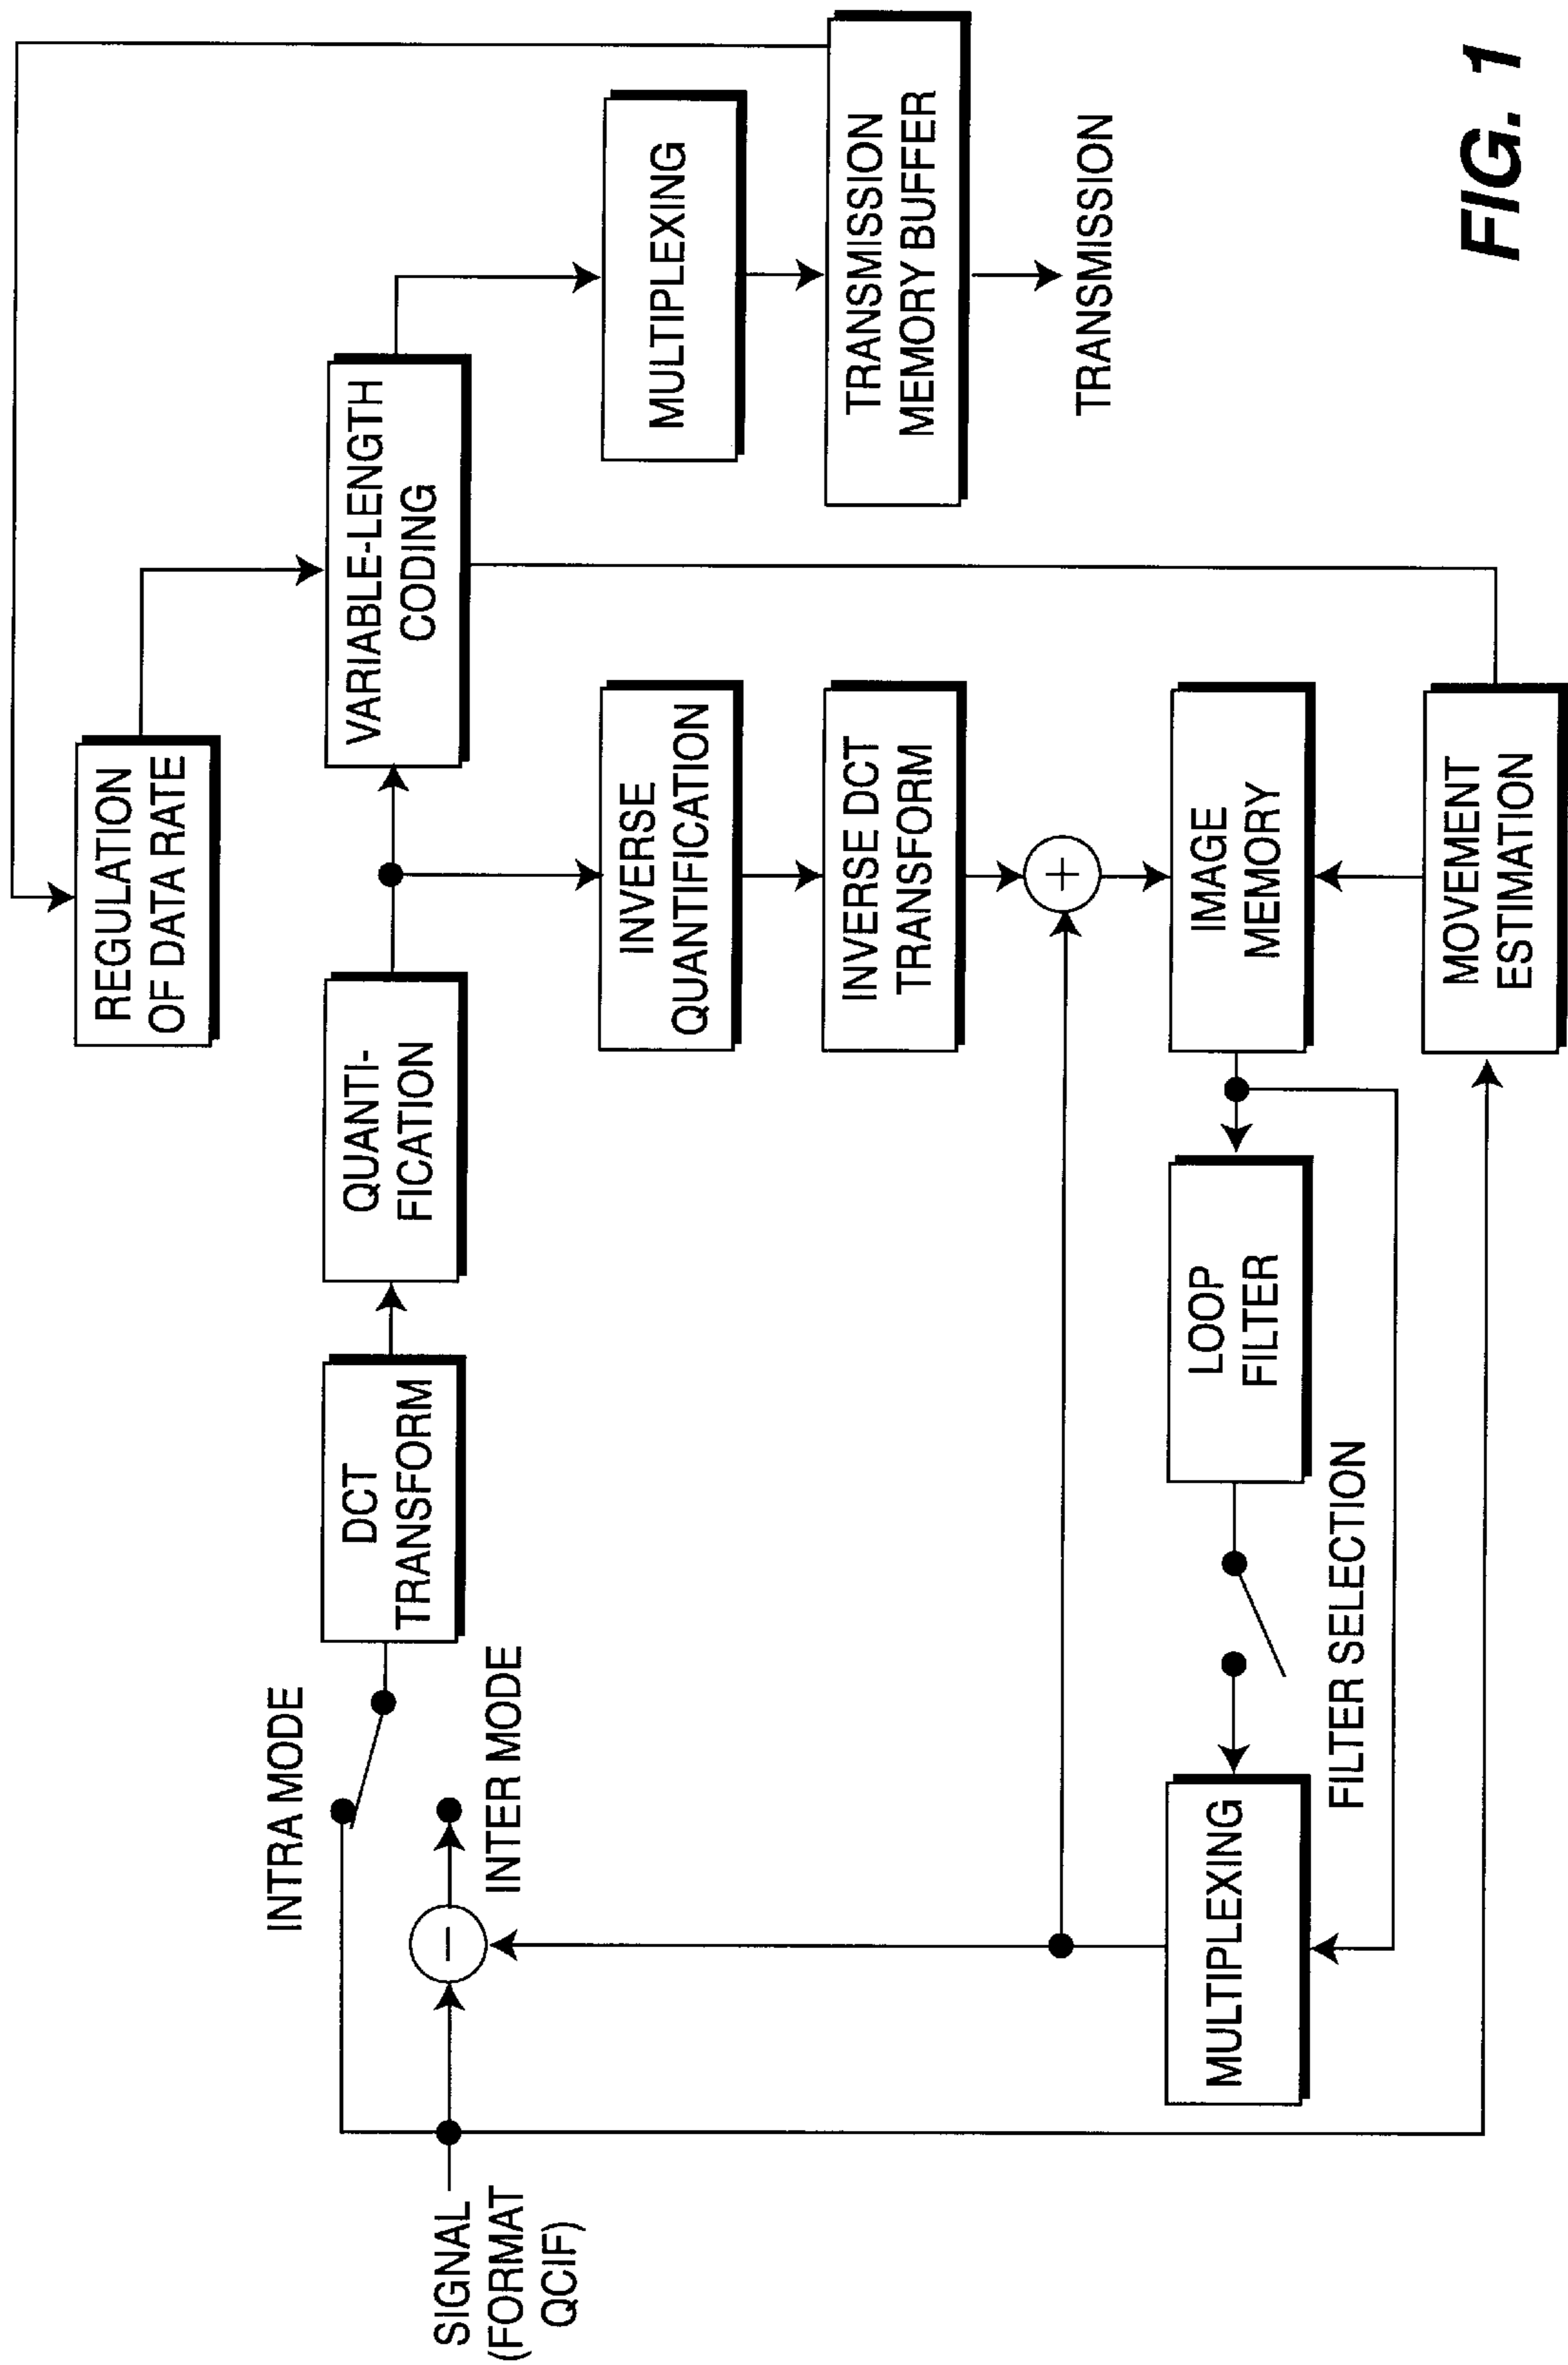 REGULATION
OF DATA RATE
INTRA MODE
DCT
TRANSFORM
QUANTI-
FICATION
VARIABLE-LENGTH
CODING
SIGNAL
(FORMAT
QCIF)
INTER MODE
INVERSE
QUANTIFICATION
MULTIPLEXING
INVERSE DCT
TRANSFORM
TRANSMISSION
MEMORY BUFFER
TRANSMISSION
MULTIPLEXING
LOOP
FILTER
IMAGE
MEMORY
FILTER SELECTION
MOVEMENT
ESTIMATION
FIG. 1